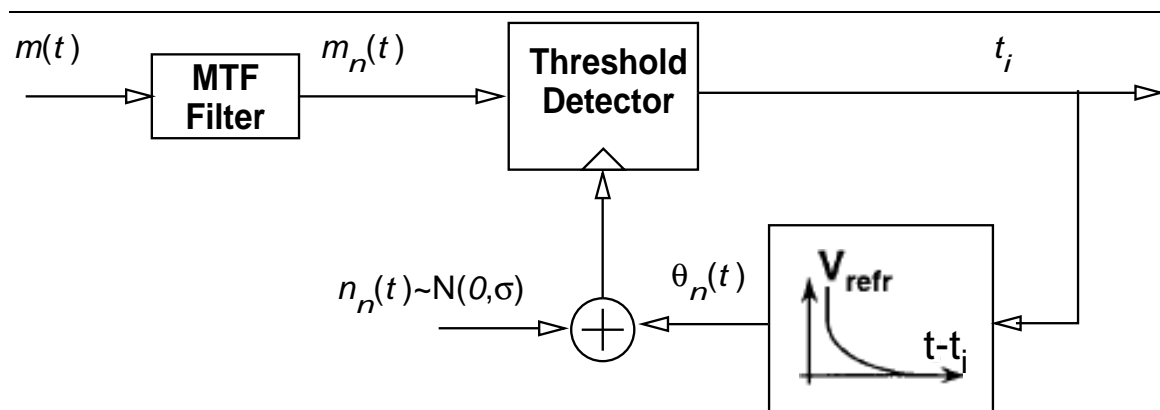 m(t)
MTF
Filter
m_n(t)
Threshold
Detector
t_i
n_n(t)~N(0,σ)
θ_n(t)
V_refr
t-t_i